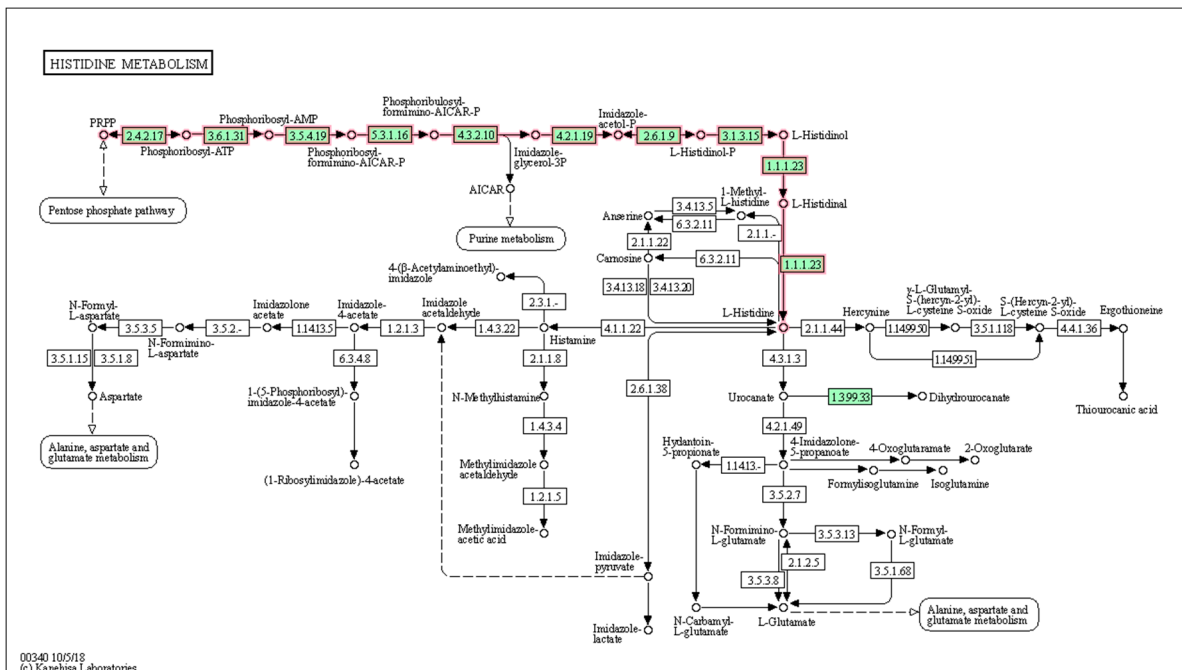 HISTIDINE METABOLISM
PRPP
2.4.2.17
Phosphoribosyl-ATP
3.6.1.31
Phosphoribosyl-AMP
3.5.4.19
Phosphoribosyl-
formimino-AICAR-P
5.3.1.16
Phosphoribulosyl-
formimino-AICAR-P
4.3.2.10
Imidazole-
glycerol-3P
4.2.1.19
Imidazole-
acetol-P
2.6.1.9
L-Histidinol-P
3.1.3.15
L-Histidinol
1.1.1.23
L-Histidinal
1.1.1.23
Pentose phosphate pathway
AICAR
Purine metabolism
Anserine
3.4.13.5
6.3.2.11
1-Methyl-
L-histidine
2.1.1.-
2.1.1.22
Carnosine
6.3.2.11
3.4.13.18
3.4.13.20
4-(β-Acetylaminoethyl)-
imidazole
2.3.1.-
N-Formyl-
L-aspartate
3.5.3.5
N-Formimino-
L-aspartate
3.5.2.-
Imidazolone
acetate
1.14.13.5
Imidazole-
4-acetate
1.2.1.3
Imidazole
acetaldehyde
1.4.3.22
Histamine
4.1.1.22
L-Histidine
2.1.1.44
Hercynine
1.14.99.50
γ-L-Glutamyl-
S-(hercyn-2-yl)-
L-cysteine S-oxide
3.5.1.118
S-(Hercyn-2-yl)-
L-cysteine S-oxide
4.4.1.36
Ergothioneine
1.14.99.51
Thiourocanic acid
3.5.1.15
3.5.1.8
Aspartate
Alanine, aspartate and
glutamate metabolism
6.3.4.8
1-(5-Phosphoribosyl)-
imidazole-4-acetate
(1-Ribosylimidazole)-4-acetate
2.1.1.8
N-Methylhistamine
1.4.3.4
Methylimidazole
acetaldehyde
1.2.1.5
Methylimidazole-
acetic acid
2.6.1.38
Imidazole-
pyruvate
Imidazole-
lactate
4.3.1.3
Urocanate
1.3.99.33
Dihydrourocanate
4.2.1.49
Hydantoin-
5-propionate
1.14.13.-
4-Imidazolone-
5-propanoate
4-Oxoglutaramate
2-Oxoglutarate
Formylisoglutamine
Isoglutamine
3.5.2.7
N-Formimino-
L-glutamate
3.5.3.13
N-Formyl-
L-glutamate
2.1.2.5
3.5.3.8
3.5.1.68
N-Carbamyl-
L-glutamate
L-Glutamate
Alanine, aspartate and
glutamate metabolism
00340 10/5/18
(c) Kanehisa Laboratories